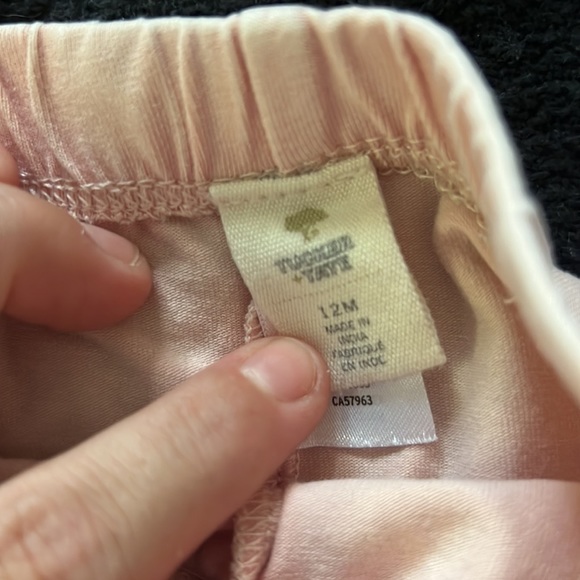 TUCKER
+ TATE
12M
MADE IN
INDIA
FABRIQUÉ
EN INDE
CA57963